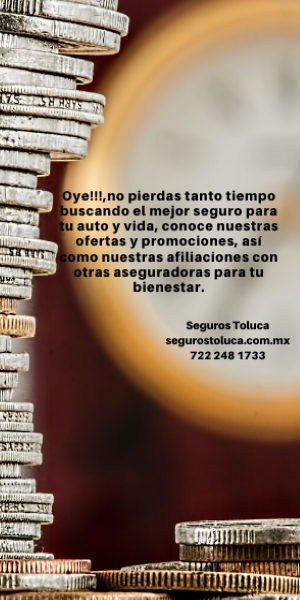 Oye!!!,no pierdas tanto tiempo
buscando el mejor seguro para
tu auto y vida, conoce nuestras
ofertas y promociones, así
como nuestras afiliaciones con
otras aseguradoras para tu
bienestar.
Seguros Toluca
segurostoluca.com.mx
722 248 1733